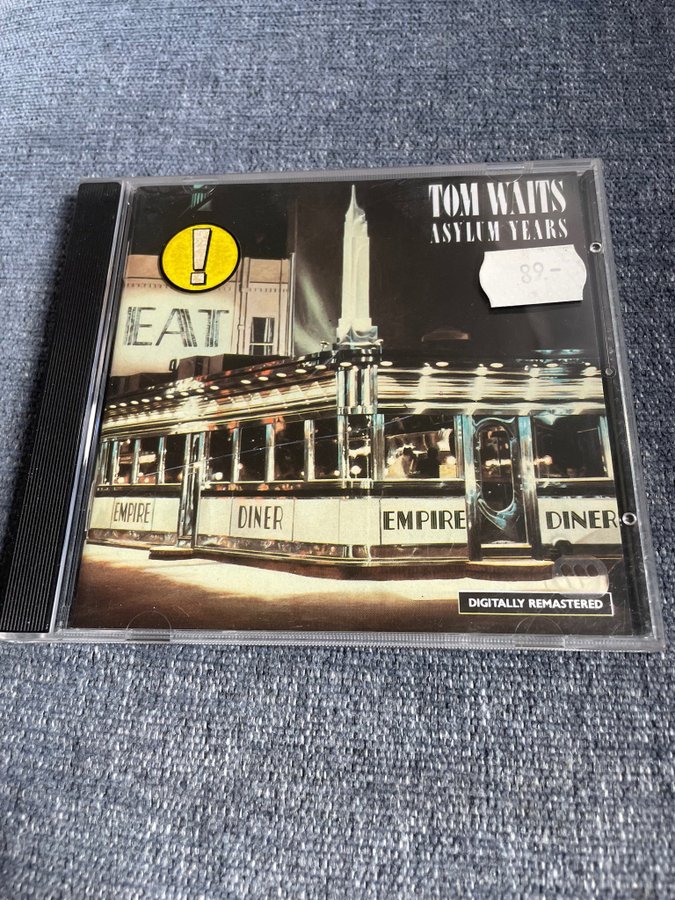 TOM WAITS
ASYLUM YEARS
89.-
!
EAT
EMPIRE
DINER
EMPIRE
DINER
DIGITALLY REMASTERED